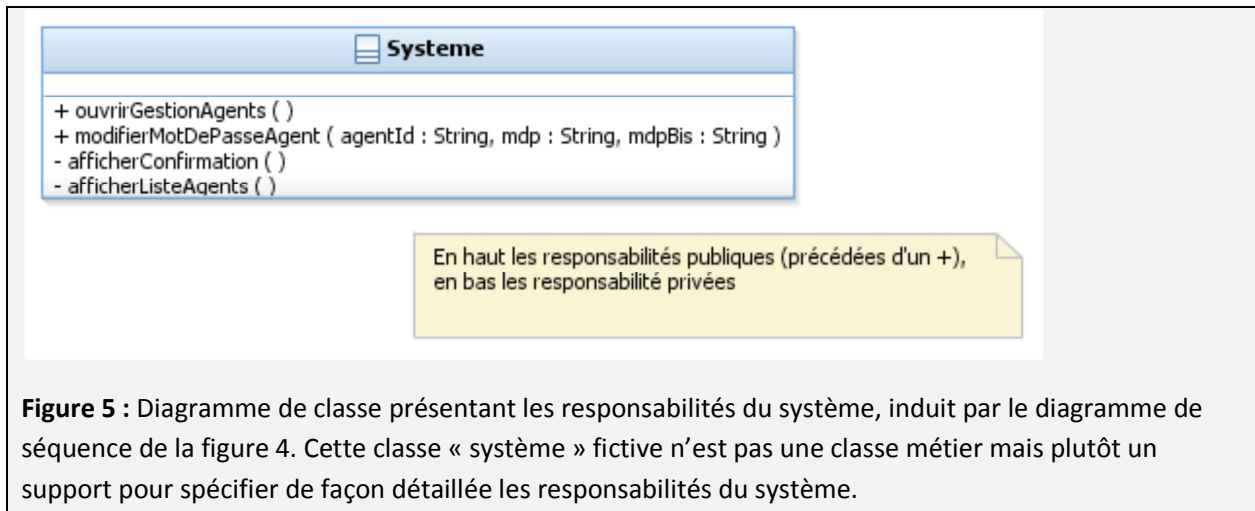 Systeme
+ ouvrirGestionAgents ( )
+ modifierMotDePasseAgent ( agentId : String, mdp : String, mdpBis : String )
- afficherConfirmation ( )
- afficherListeAgents ( )
En haut les responsabilités publiques (précédées d'un +),
en bas les responsabilité privées
Figure 5 : Diagramme de classe présentant les responsabilités du système, induit par le diagramme de
séquence de la figure 4. Cette classe « système » fictive n’est pas une classe métier mais plutôt un
support pour spécifier de façon détaillée les responsabilités du système.